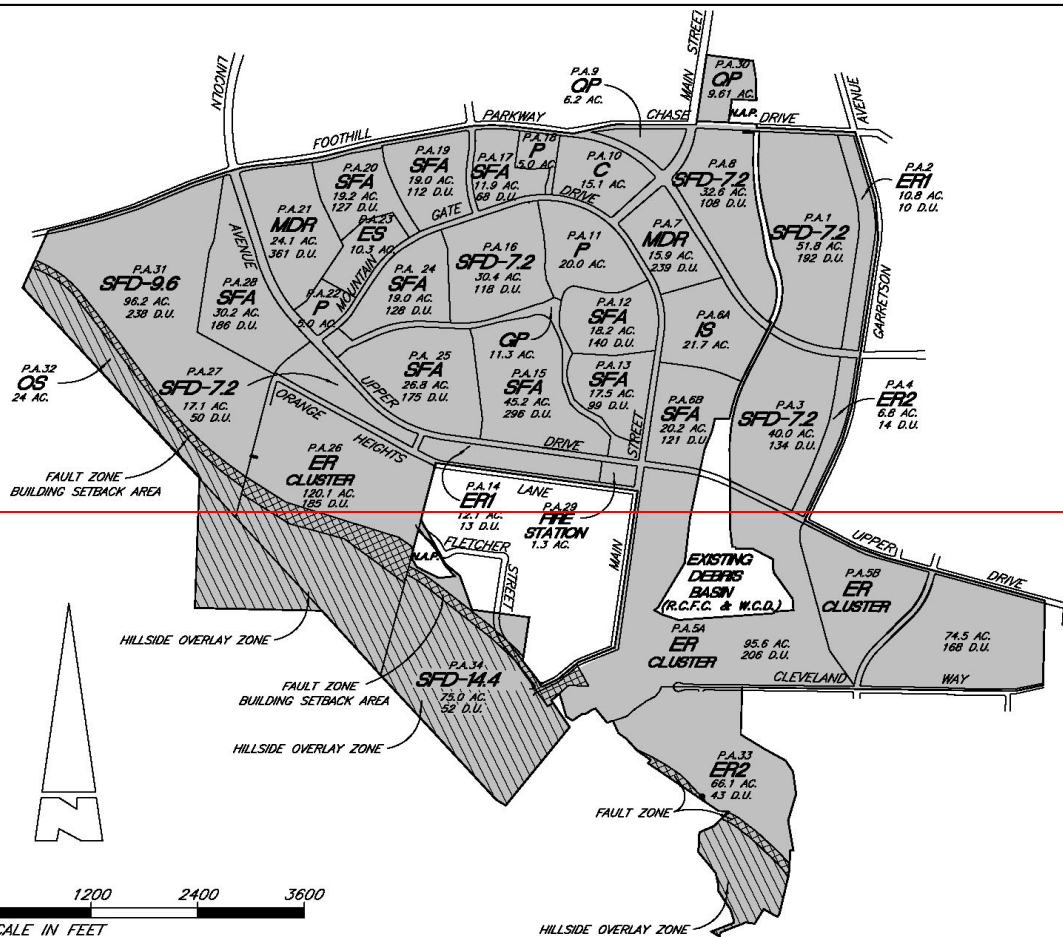 LINCOLN
MAIN STREET
P.A.30
QP
9.61 AC.
P.A.9
QP
6.2 AC.
N.A.P.
AVENUE
FOOTHILL
PARKWAY
CHASE
DRIVE
P.A.18
P
5.0 AC
P.A.19
SFA
19.0 AC.
112 D.U.
P.A.17
SFA
11.9 AC.
68 D.U.
P.A.10
C
15.1 AC.
P.A.8
SFD-7.2
32.6 AC.
108 D.U.
P.A.2
ER1
10.8 AC.
10 D.U.
P.A.20
SFA
19.2 AC.
127 D.U.
DRIVE
P.A.21
MDR
24.1 AC.
361 D.U.
P.A.23
ES
10.3 AC.
GATE
P.A.7
MDR
15.9 AC.
239 D.U.
P.A.1
SFD-7.2
51.8 AC.
192 D.U.
AVENUE
MOUNTAIN
P.A.16
SFD-7.2
30.4 AC.
118 D.U.
P.A.11
P
20.0 AC.
P.A.31
SFD-9.6
96.2 AC.
238 D.U.
P.A.28
SFA
30.2 AC.
186 D.U.
P.A.22
P
5.0 AC.
P.A. 24
SFA
19.0 AC.
128 D.U.
GARRETSON
P.A.12
SFA
18.2 AC.
140 D.U.
P.A.6A
IS
21.7 AC.
GP
11.3 AC.
P.A.32
OS
24 AC.
P.A.27
SFD-7.2
17.1 AC.
50 D.U.
UPPER
P.A. 25
SFA
26.8 AC.
175 D.U.
P.A.15
SFA
45.2 AC.
296 D.U.
P.A.13
SFA
17.5 AC.
99 D.U.
P.A.6B
SFA
20.2 AC.
121 D.U.
P.A.3
SFD-7.2
40.0 AC.
134 D.U.
P.A.4
ER2
6.8 AC.
14 D.U.
ORANGE
HEIGHTS
DRIVE
STREET
FAULT ZONE
BUILDING SETBACK AREA
P.A.26
ER
CLUSTER
120.1 AC.
185 D.U.
LANE
P.A.14
ER1
12.1 AC.
13 D.U.
P.A.29
FIRE
STATION
1.3 AC.
MAIN
UPPER
DRIVE
N.A.P.
FLETCHER
STREET
EXISTING
DEBRIS
BASIN
(R.C.F.C. & W.C.D.)
P.A.5B
ER
CLUSTER
HILLSIDE OVERLAY ZONE
P.A.5A
ER
CLUSTER
95.6 AC.
206 D.U.
74.5 AC.
168 D.U.
P.A.34
SFD-14.4
75.0 AC.
52 D.U.
CLEVELAND
WAY
FAULT ZONE
BUILDING SETBACK AREA
HILLSIDE OVERLAY ZONE
P.A.33
ER2
66.1 AC.
43 D.U.
FAULT ZONE
N
1200 2400 3600
CALE IN FEET
HILLSIDE OVERLAY ZONE